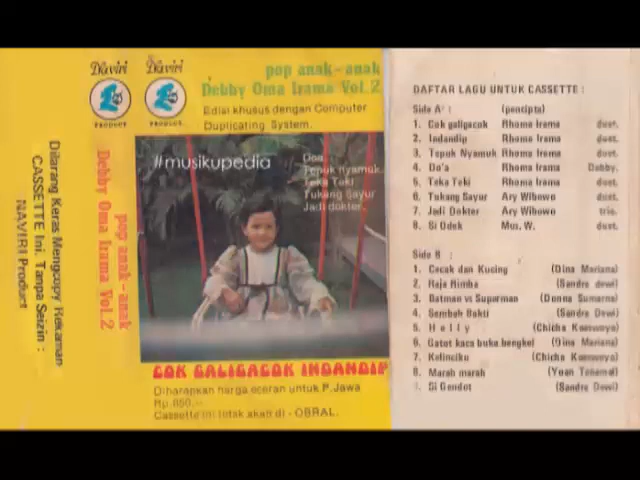 Naviri
PRODUCT
Naviri
PRODUCT
pop anak-anak
Debby Oma Irama Vol.2
Edisi khusus dengan Computer
Duplicating System.
#musikupedia
Doa
Tepuk nyamuk.
Teka Teki
Tukang Sayur
Jadi dokter.
COK GALIGACOK INDANDIP
Diharapkan harga eceran untuk P. Jawa
Rp. 850.-
Cassette ini tidak akan di - OBRAL.
pop anak-anak
Debby Oma Irama Vol.2
Dilarang Keras Mengcopy Rekaman
CASSETTE Ini. Tanpa Seizin :
NAVIRI Product
DAFTAR LAGU UNTUK CASSETTE :
Side A : (pencipta)
1. Cok galigacok Rhoma Irama duet.
2. Indandip Rhoma Irama duet.
3. Tepuk Nyamuk Rhoma Irama duet.
4. Do'a Rhoma Irama Debby.
5. Teka Teki Rhoma Irama duet.
6. Tukang Sayur Ary Wibowo duet.
7. Jadi Dokter Ary Wibowo trio.
8. Si Odek Mus. W. duet.
Side B :
1. Cecak dan Kucing (Dina Mariana)
2. Raja Rimba (Sandra dewi)
3. Batman vs Superman (Donna Sumarna)
4. Sembah Bakti (Sandra Dewi)
5. Helly (Chicha Koeswoyo)
6. Gatot kaca buka bengkel (Dina Mariana)
7. Kelinciku (Chicha Koeswoyo)
8. Marah marah (Yoan Tanamal)
Si Gendut (Sandra Dewi)